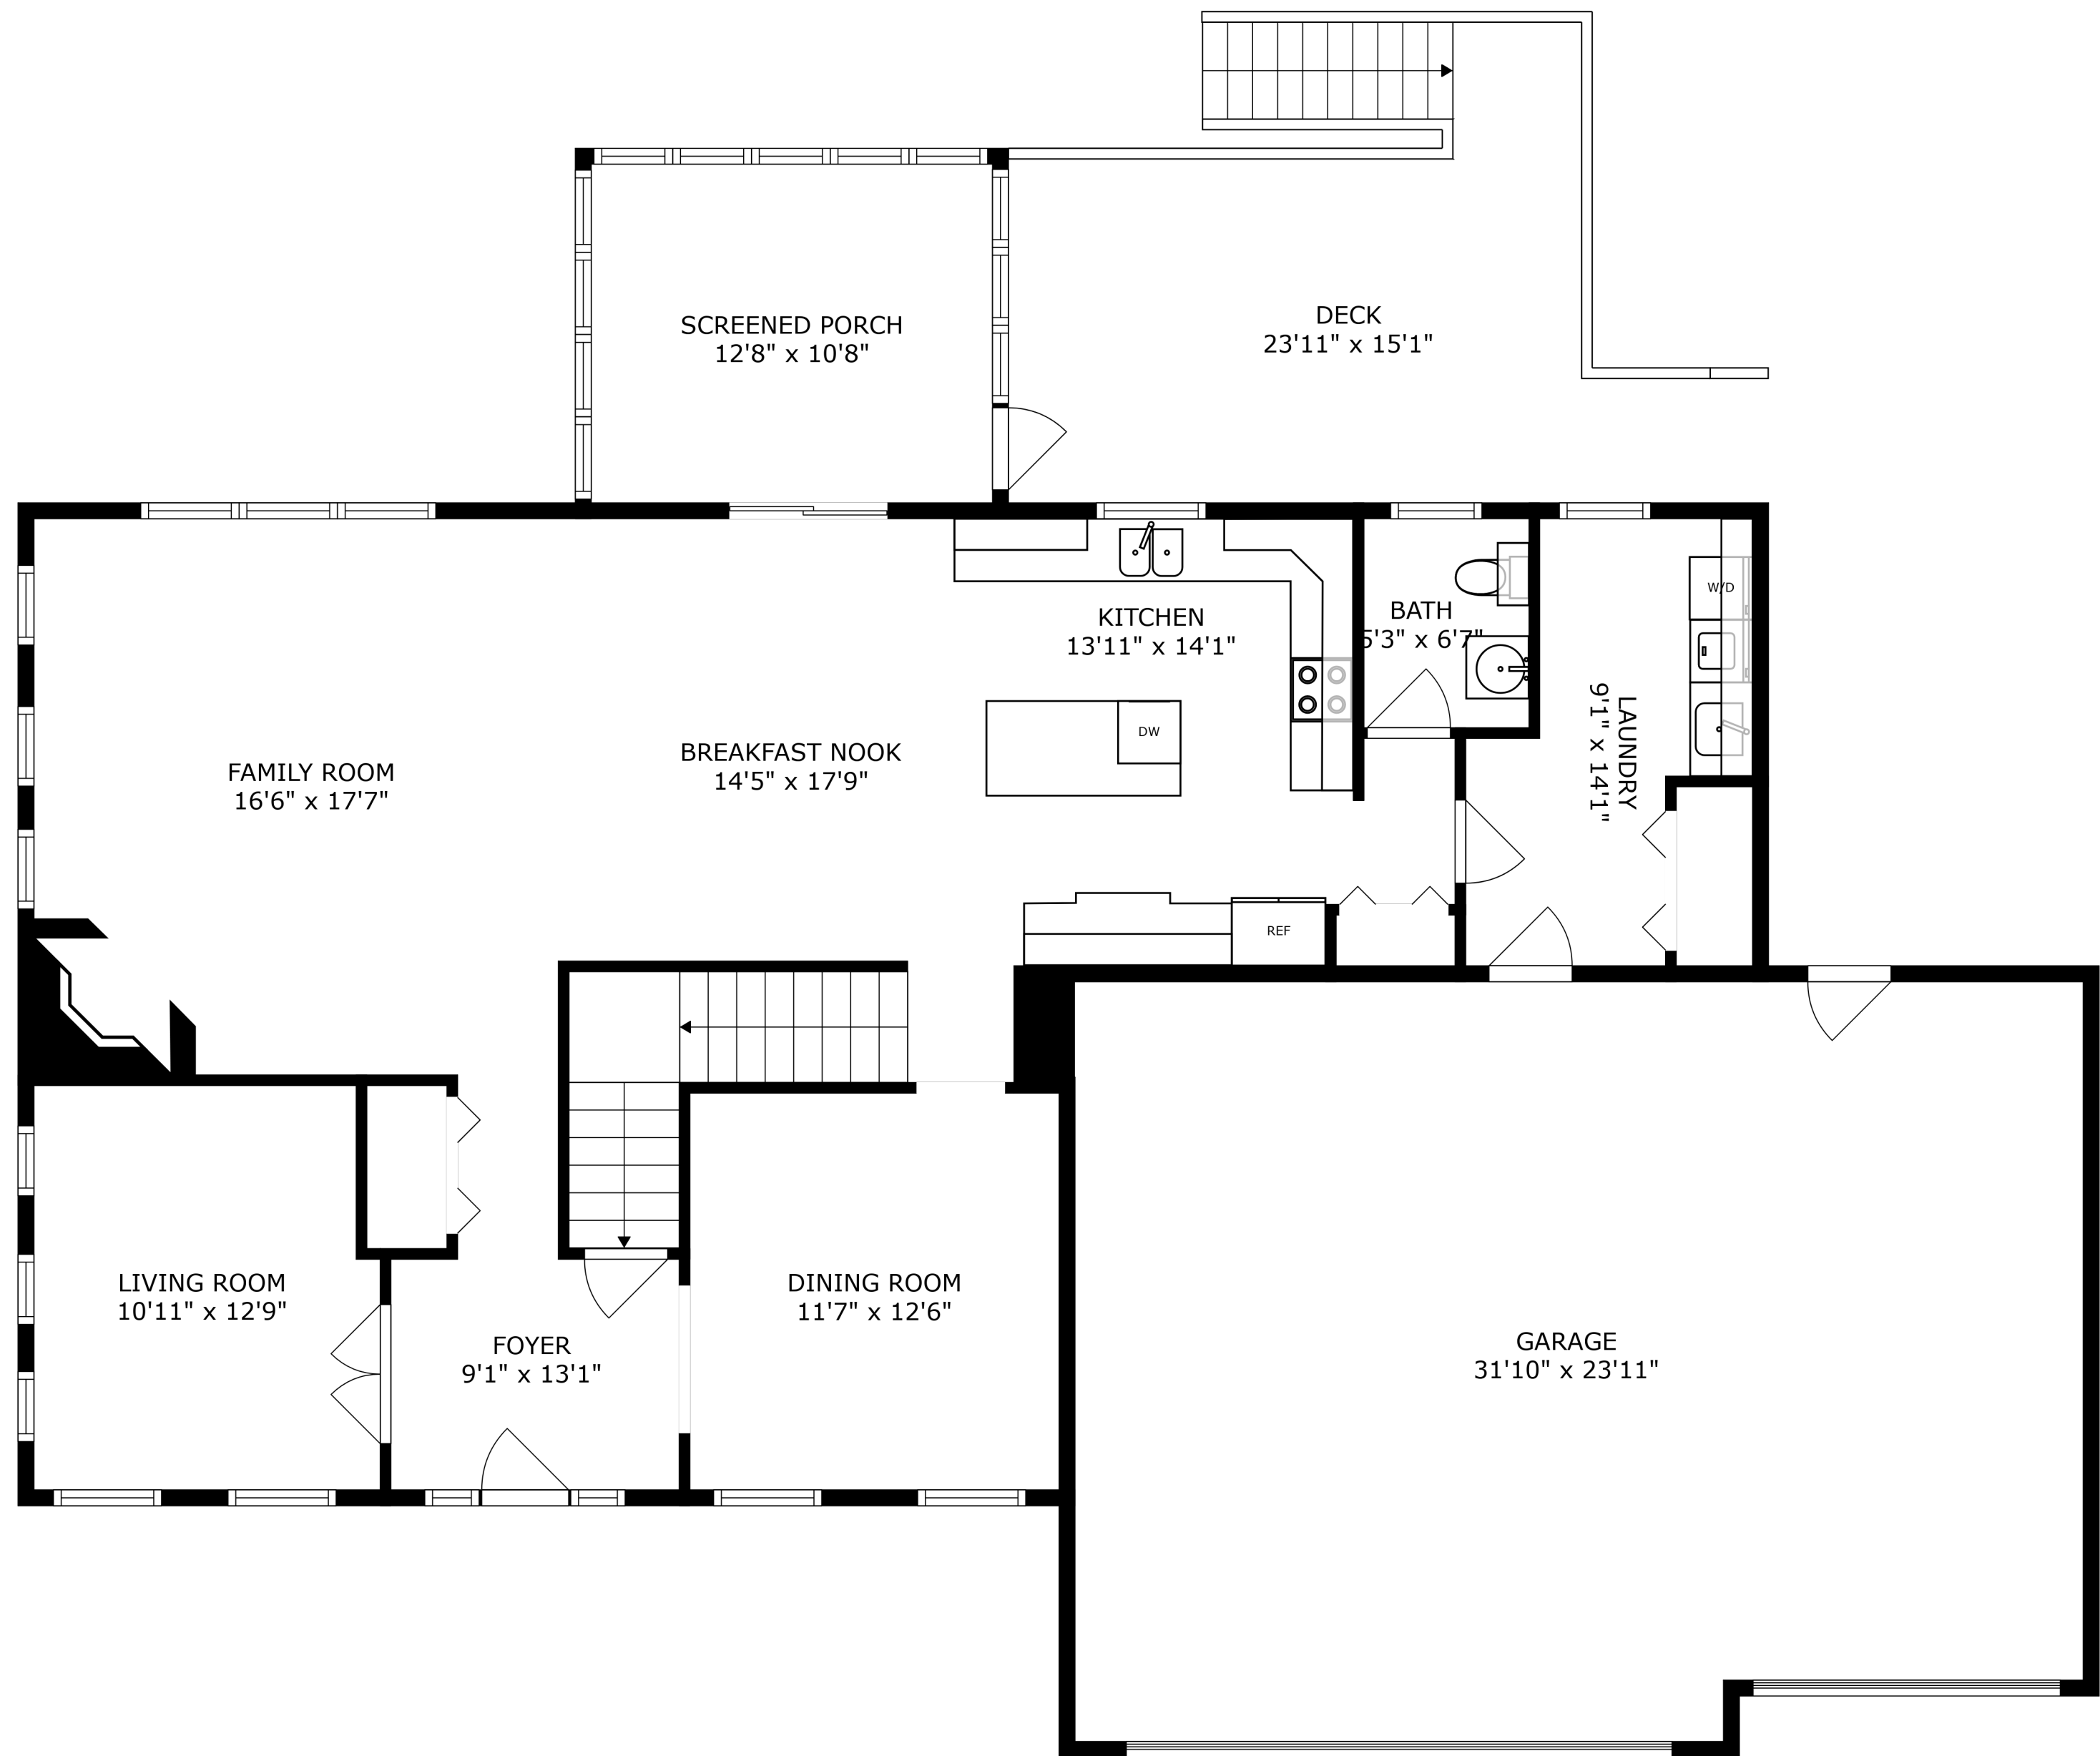 SCREENED PORCH
12'8" x 10'8"
DECK
23'11" x 15'1"
KITCHEN
13'11" x 14'1"
BATH
5'3" x 6'7"
W/D
LAUNDRY
9'1" x 14'1"
DW
BREAKFAST NOOK
14'5" x 17'9"
FAMILY ROOM
16'6" x 17'7"
REF
LIVING ROOM
10'11" x 12'9"
FOYER
9'1" x 13'1"
DINING ROOM
11'7" x 12'6"
GARAGE
31'10" x 23'11"